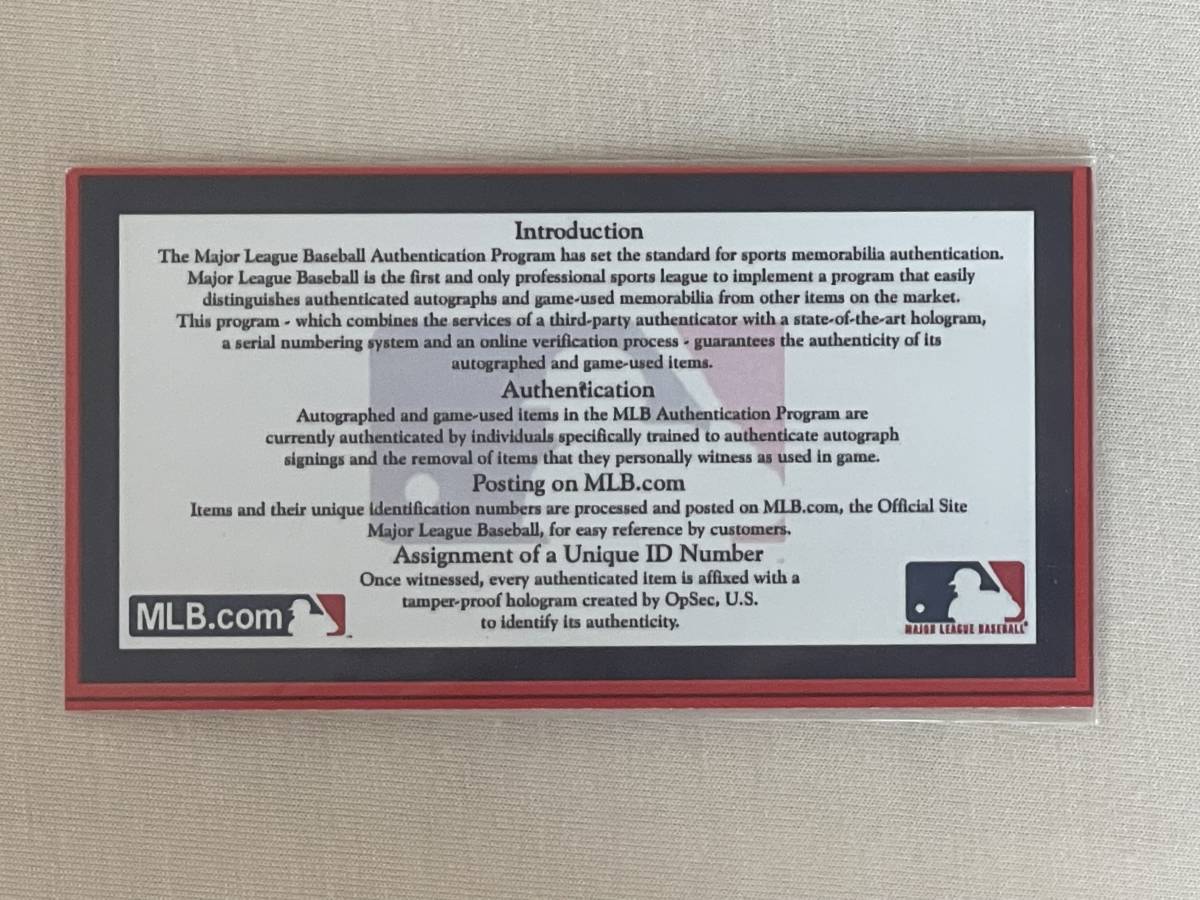 Introduction
The Major League Baseball Authentication Program has set the standard for sports memorabilia authentication.
Major League Baseball is the first and only professional sports league to implement a program that easily
distinguishes authenticated autographs and game-used memorabilia from other items on the market.
This program - which combines the services of a third-party authenticator with a state-of-the-art hologram,
a serial numbering system and an online verification process - guarantees the authenticity of its
autographed and game-used items.
Authentication
Autographed and game-used items in the MLB Authentication Program are
currently authenticated by individuals specifically trained to authenticate autograph
signings and the removal of items that they personally witness as used in game.
Posting on MLB.com
Items and their unique identification numbers are processed and posted on MLB.com, the Official Site
Major League Baseball, for easy reference by customers.
Assignment of a Unique ID Number
Once witnessed, every authenticated item is affixed with a
tamper-proof hologram created by OpSec, U.S.
to identify its authenticity.
MLB.com
MAJOR LEAGUE BASEBALL